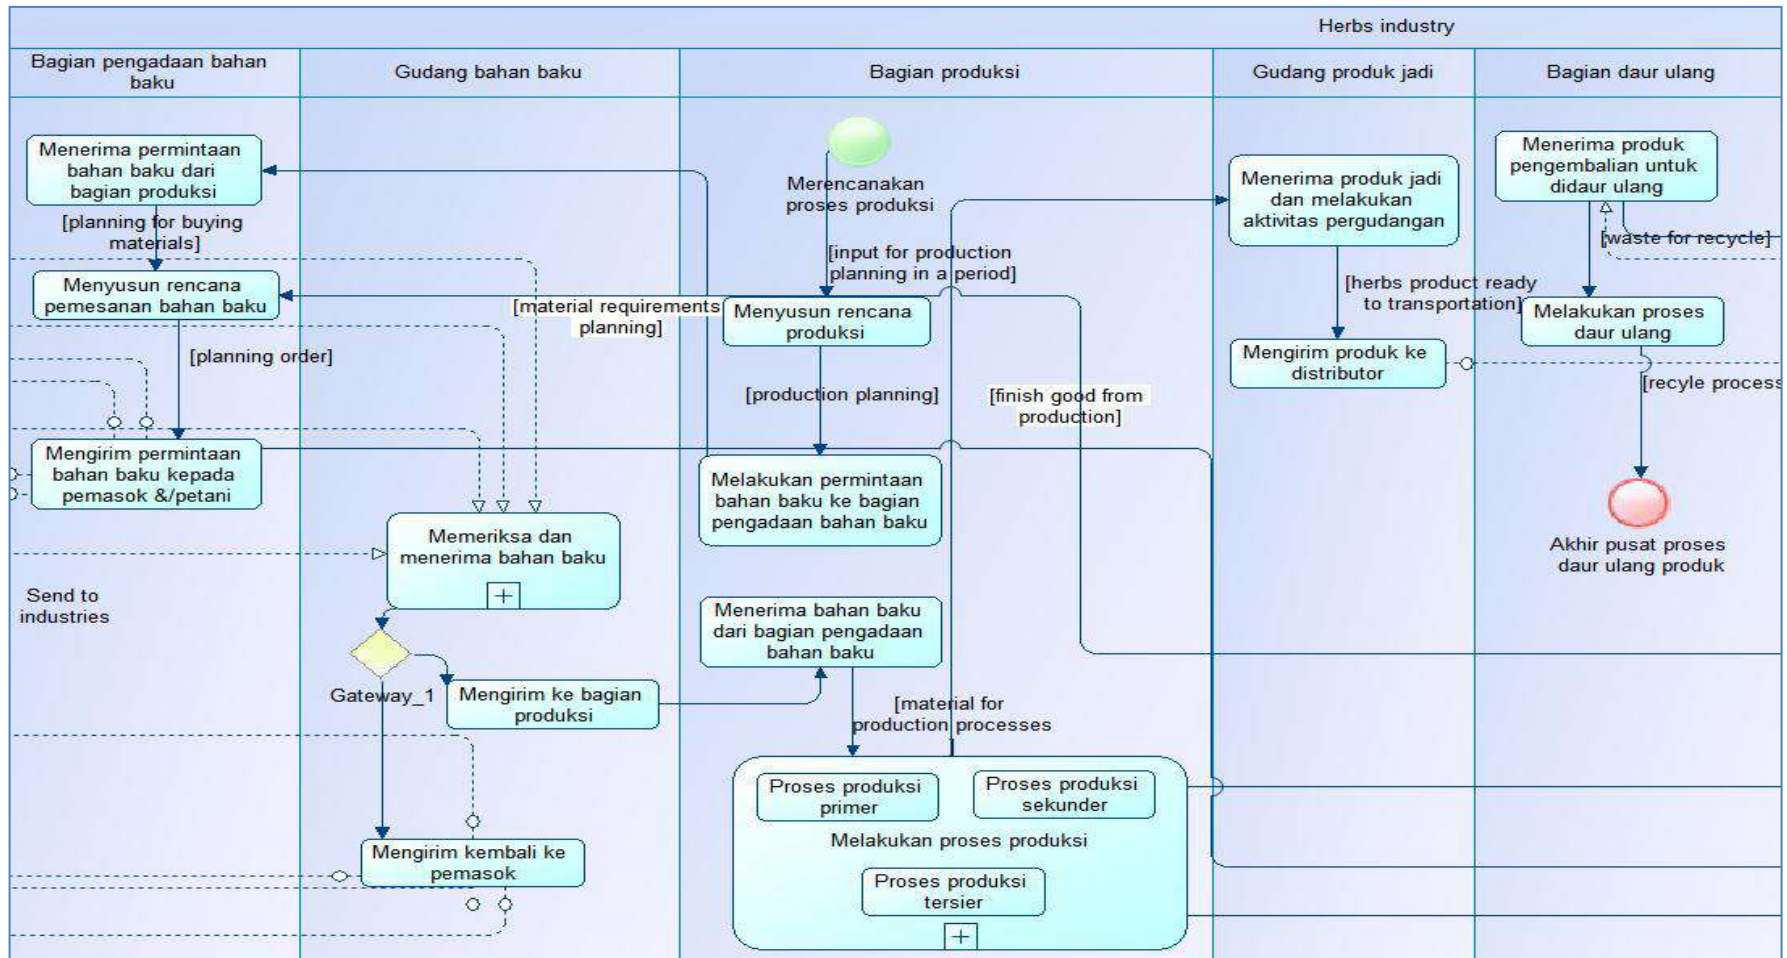 Herbs industry
Bagian pengadaan bahan
baku
Gudang bahan baku
Bagian produksi
Gudang produk jadi
Bagian daur ulang
Menerima permintaan
bahan baku dari
bagian produksi
[planning for buying
materials]
Menyusun rencana
pemesanan bahan baku
[planning order]
Mengirim permintaan
bahan baku kepada
pemasok &/petani
Send to
industries
[material requirements
planning]
Memeriksa dan
menerima bahan baku
Gateway_1
Mengirim ke bagian
produksi
Mengirim kembali ke
pemasok
Merencanakan
proses produksi
[input for production
planning in a period]
Menyusun rencana
produksi
[production planning]
[finish good from
production]
Melakukan permintaan
bahan baku ke bagian
pengadaan bahan baku
Menerima bahan baku
dari bagian pengadaan
bahan baku
[material for
production processes
]
Proses produksi
primer
Proses produksi
sekunder
Melakukan proses produksi
Proses produksi
tersier
Menerima produk jadi
dan melakukan
aktivitas pergudangan
[herbs product ready
to transportation]
Mengirim produk ke
distributor
Menerima produk
pengembalian untuk
didaur ulang
[waste for recycle]
Melakukan proses
daur ulang
[recyle process
Akhir pusat proses
daur ulang produk